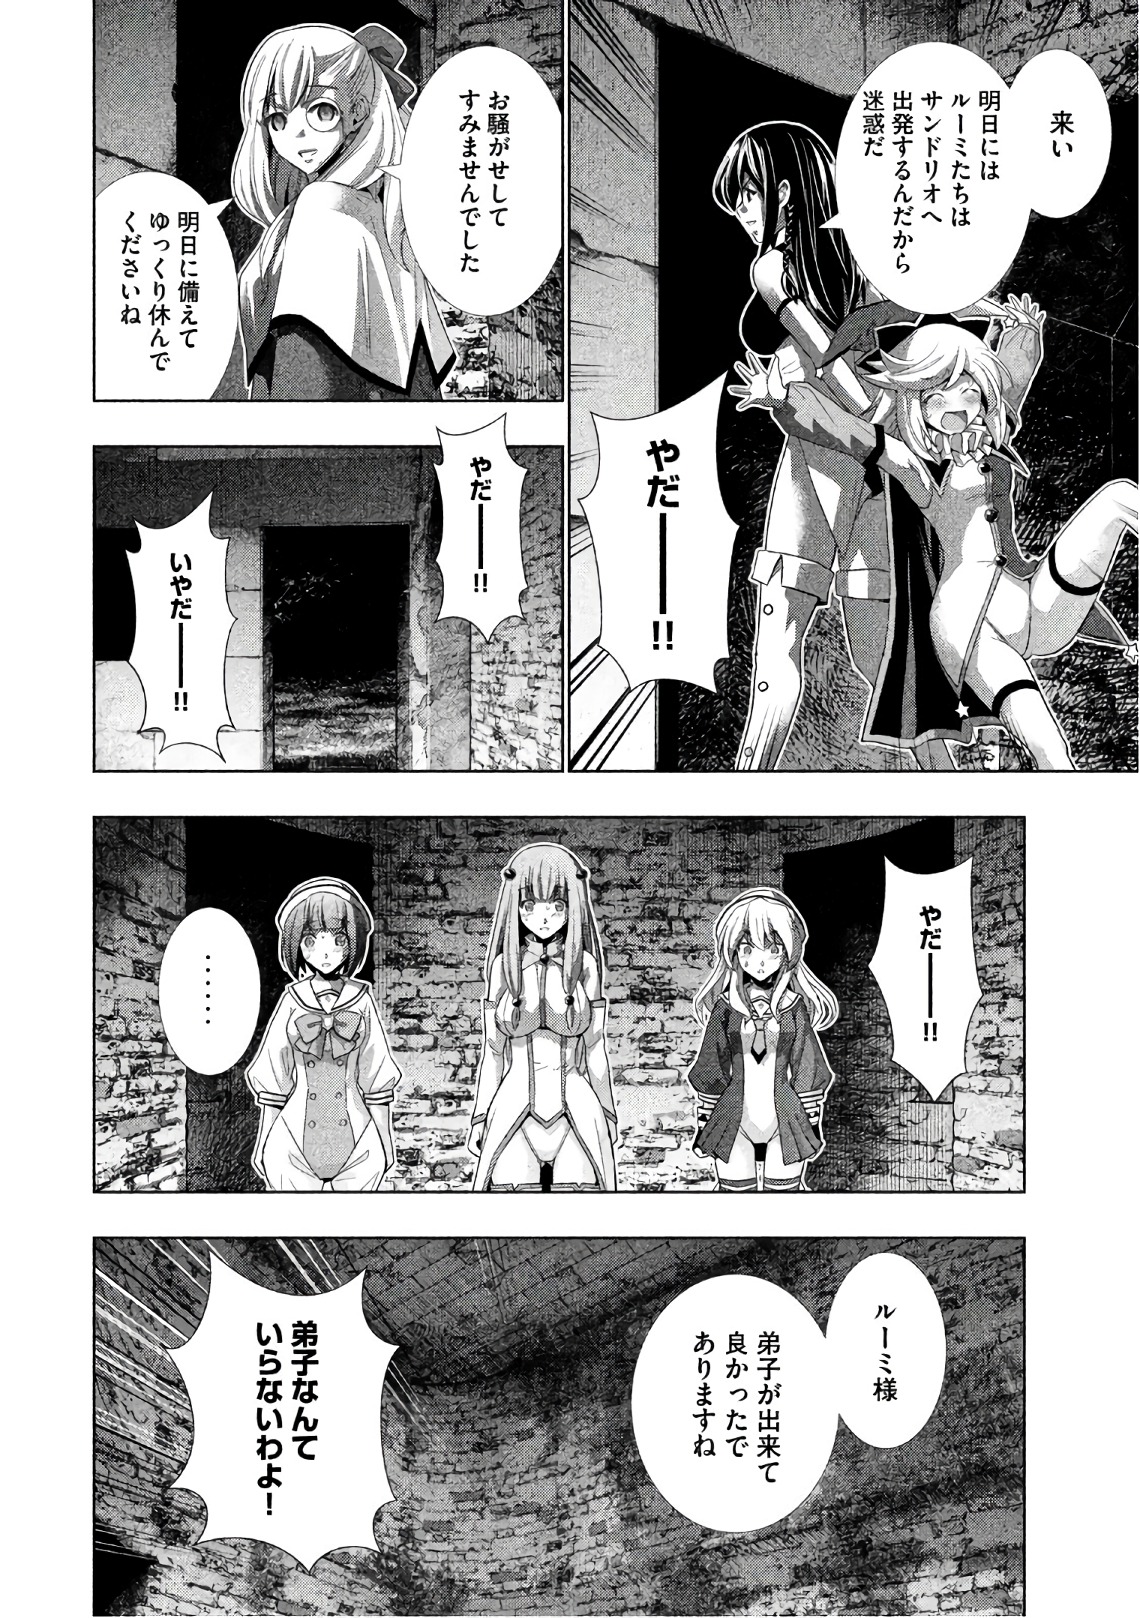 来い
明日には
ルーミたちは
サンドリオへ
出発するんだから
迷惑だ
やだ――!!
お騒がせして
すみませんでした
明日に備えて
ゆっくり休んで
くださいね
やだ――!!
いやだ――!!
やだ――!!
‥‥‥
ルーミ様
弟子が出来て
良かったで
ありますね
弟子なんて
いらないわよ！